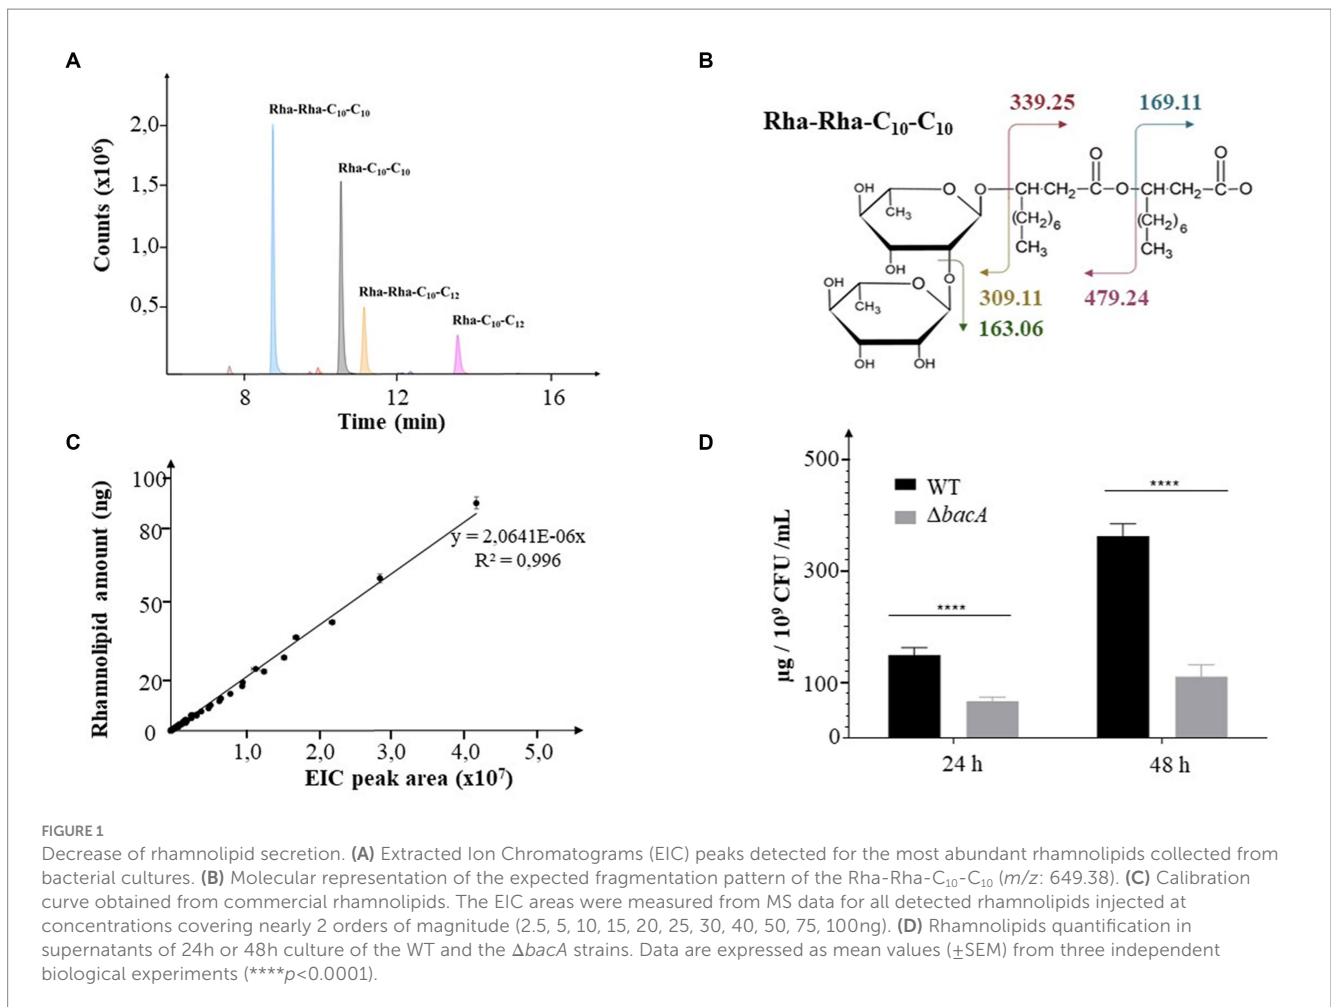 A
Counts (x10⁶)
2,0
1,5
1,0
0,5
Rha-Rha-C₁₀-C₁₀
Rha-C₁₀-C₁₀
Rha-Rha-C₁₀-C₁₂
Rha-C₁₀-C₁₂
8
12
16
Time (min)
B
Rha-Rha-C₁₀-C₁₀
339.25
169.11
O
O
OH
O
O
CH-CH₂
C
O
CH-CH₂
C
O
CH₃
(CH₂)₆
(CH₂)₆
CH₃
CH₃
OH
O
309.11
479.24
OH
O
163.06
CH₃
OH
OH
C
Rhamnolipid amount (ng)
100
80
50
20
0
y = 2,0641E-06x
R² = 0,996
1,0
2,0
3,0
4,0
5,0
EIC peak area (x10⁷)
D
µg / 10⁹ CFU /mL
500
300
100
0
WT
ΔbacA
****
****
24 h
48 h
FIGURE 1
Decrease of rhamnolipid secretion. (A) Extracted Ion Chromatograms (EIC) peaks detected for the most abundant rhamnolipids collected from
bacterial cultures. (B) Molecular representation of the expected fragmentation pattern of the Rha-Rha-C₁₀-C₁₀ (m/z: 649.38). (C) Calibration
curve obtained from commercial rhamnolipids. The EIC areas were measured from MS data for all detected rhamnolipids injected at
concentrations covering nearly 2 orders of magnitude (2.5, 5, 10, 15, 20, 25, 30, 40, 50, 75, 100ng). (D) Rhamnolipids quantification in
supernatants of 24h or 48h culture of the WT and the ΔbacA strains. Data are expressed as mean values (±SEM) from three independent
biological experiments (****p<0.0001).